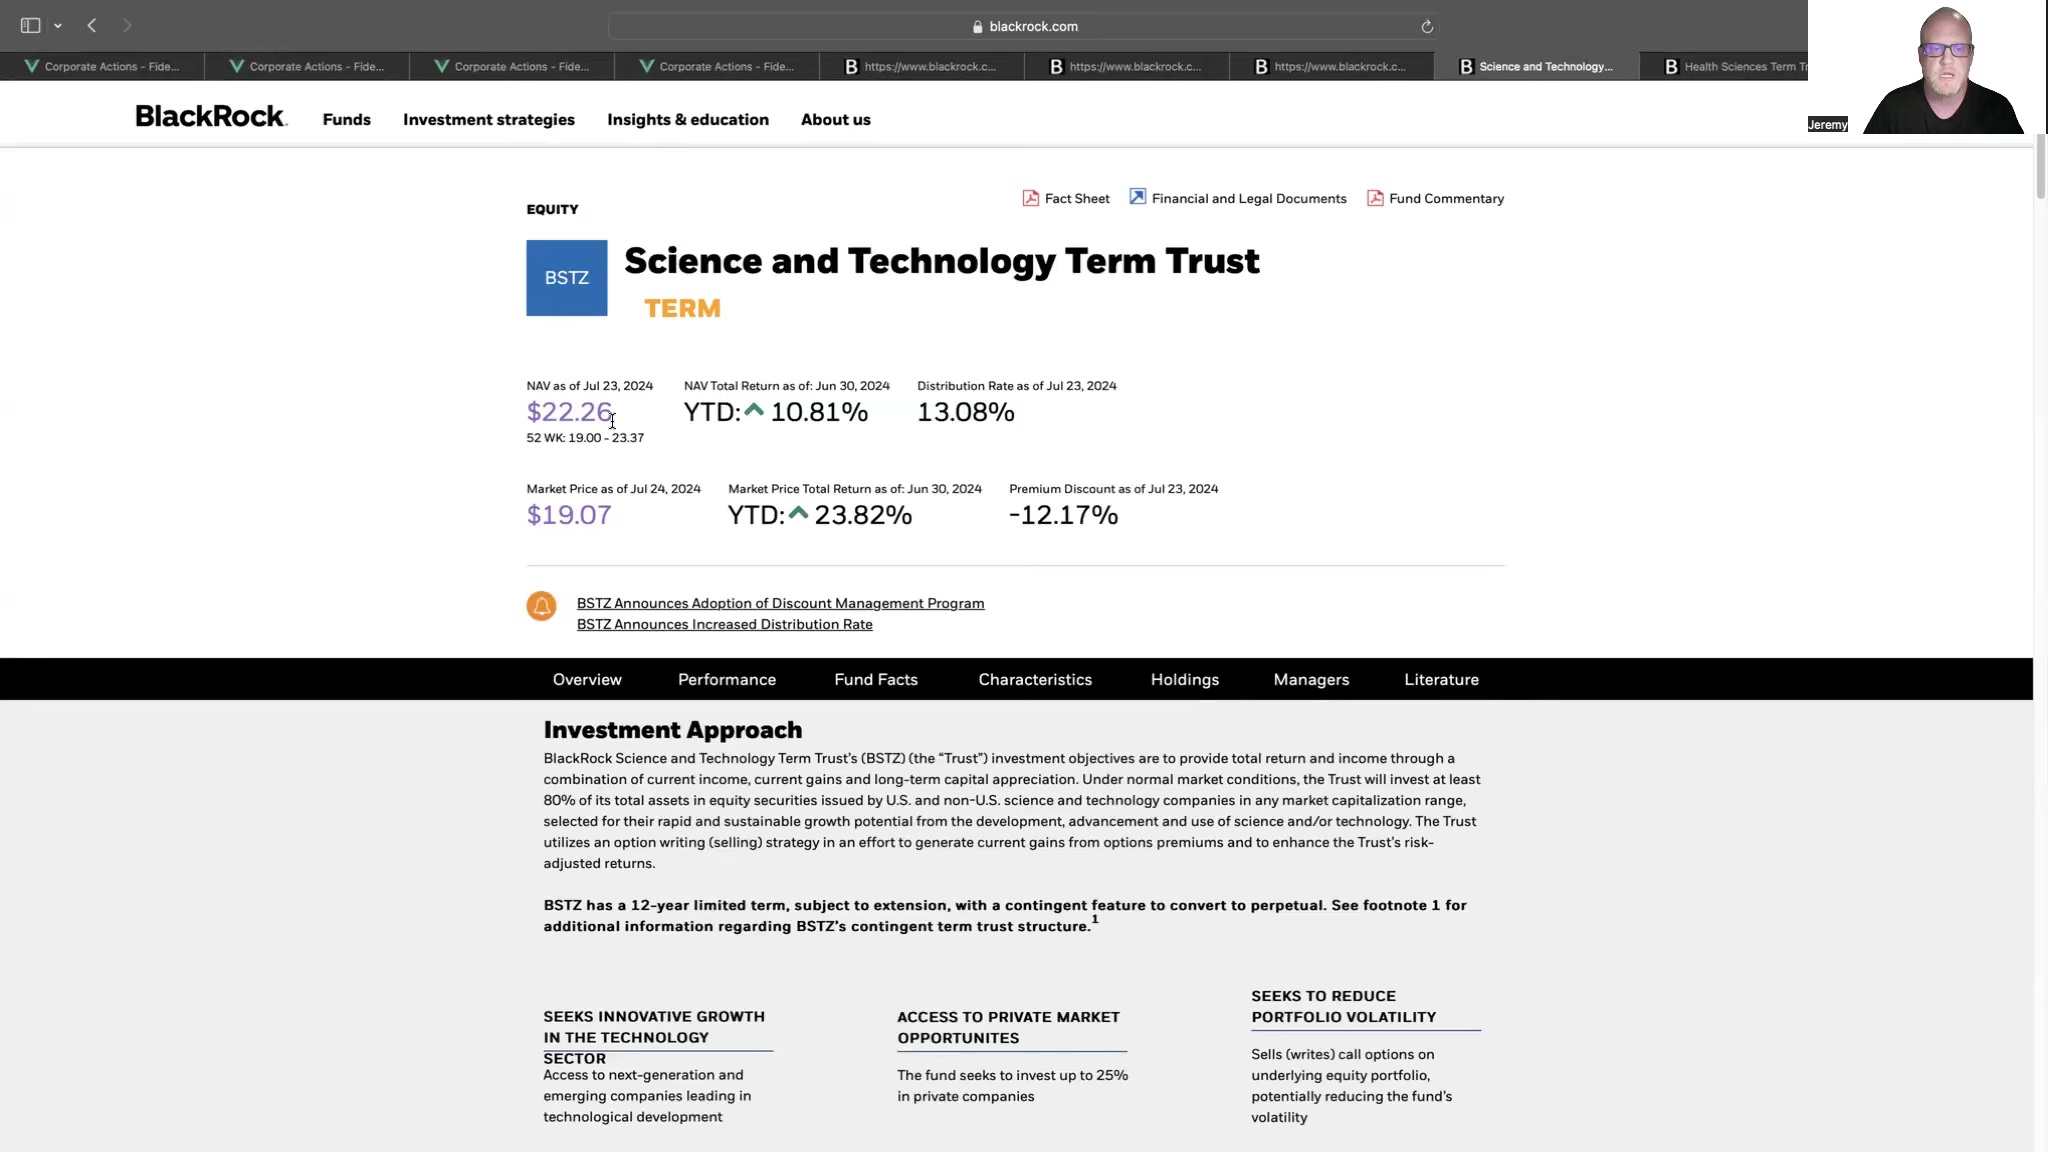 blackrock.com
Corporate Actions - Fide...
Corporate Actions - Fide...
Corporate Actions - Fide...
Corporate Actions - Fide...
https://www.blackrock.c...
https://www.blackrock.c...
https://www.blackrock.c...
Science and Technology...
Health Sciences Term Tr
Jeremy
BlackRock.
Funds
Investment strategies
Insights & education
About us
Fact Sheet
Financial and Legal Documents
Fund Commentary
EQUITY
BSTZ
Science and Technology Term Trust
TERM
NAV as of Jul 23, 2024
$22.26
52 WK: 19.00 - 23.37
NAV Total Return as of: Jun 30, 2024
YTD: 10.81%
Distribution Rate as of Jul 23, 2024
13.08%
Market Price as of Jul 24, 2024
$19.07
Market Price Total Return as of: Jun 30, 2024
YTD: 23.82%
Premium Discount as of Jul 23, 2024
-12.17%
BSTZ Announces Adoption of Discount Management Program
BSTZ Announces Increased Distribution Rate
Overview
Performance
Fund Facts
Characteristics
Holdings
Managers
Literature
Investment Approach
BlackRock Science and Technology Term Trust's (BSTZ) (the “Trust”) investment objectives are to provide total return and income through a
combination of current income, current gains and long-term capital appreciation. Under normal market conditions, the Trust will invest at least
80% of its total assets in equity securities issued by U.S. and non-U.S. science and technology companies in any market capitalization range,
selected for their rapid and sustainable growth potential from the development, advancement and use of science and/or technology. The Trust
utilizes an option writing (selling) strategy in an effort to generate current gains from options premiums and to enhance the Trust's risk-
adjusted returns.
BSTZ has a 12-year limited term, subject to extension, with a contingent feature to convert to perpetual. See footnote 1 for
additional information regarding BSTZ's contingent term trust structure.1
SEEKS INNOVATIVE GROWTH
IN THE TECHNOLOGY
SECTOR
Access to next-generation and
emerging companies leading in
technological development
ACCESS TO PRIVATE MARKET
OPPORTUNITES
The fund seeks to invest up to 25%
in private companies
SEEKS TO REDUCE
PORTFOLIO VOLATILITY
Sells (writes) call options on
underlying equity portfolio,
potentially reducing the fund's
volatility